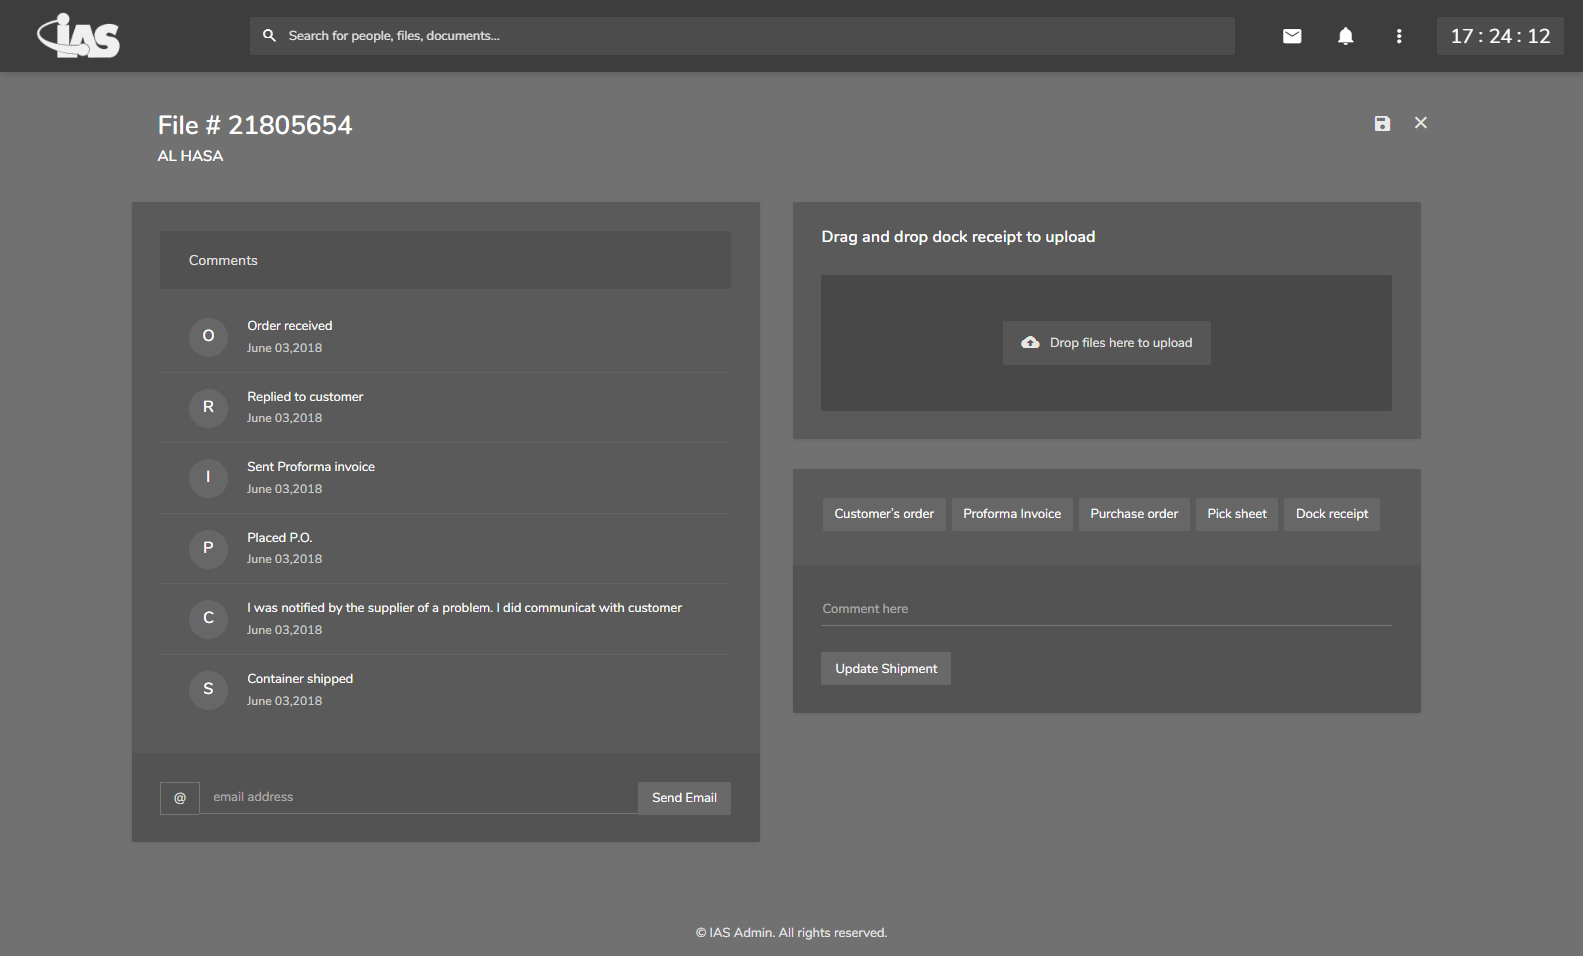 iAS
Search for people, files, documents...
17 : 24 : 12
File # 21805654
AL HASA
Comments
O
Order received
June 03,2018
R
Replied to customer
June 03,2018
I
Sent Proforma invoice
June 03,2018
P
Placed P.O.
June 03,2018
C
I was notified by the supplier of a problem. I did communicat with customer
June 03,2018
S
Container shipped
June 03,2018
@
email address
Send Email
Drag and drop dock receipt to upload
Drop files here to upload
Customer's order
Proforma Invoice
Purchase order
Pick sheet
Dock receipt
Comment here
Update Shipment
© IAS Admin. All rights reserved.